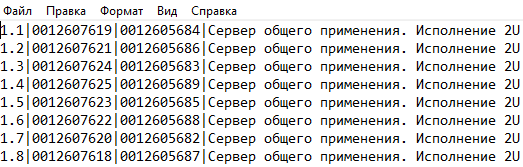 Файл Правка Формат Вид Справка
1.1|0012607619|0012605684|Сервер общего применения. Исполнение 2U
1.2|0012607621|0012605686|Сервер общего применения. Исполнение 2U
1.3|0012607624|0012605683|Сервер общего применения. Исполнение 2U
1.4|0012607625|0012605689|Сервер общего применения. Исполнение 2U
1.5|0012607623|0012605685|Сервер общего применения. Исполнение 2U
1.6|0012607622|0012605688|Сервер общего применения. Исполнение 2U
1.7|0012607620|0012605682|Сервер общего применения. Исполнение 2U
1.8|0012607618|0012605687|Сервер общего применения. Исполнение 2U